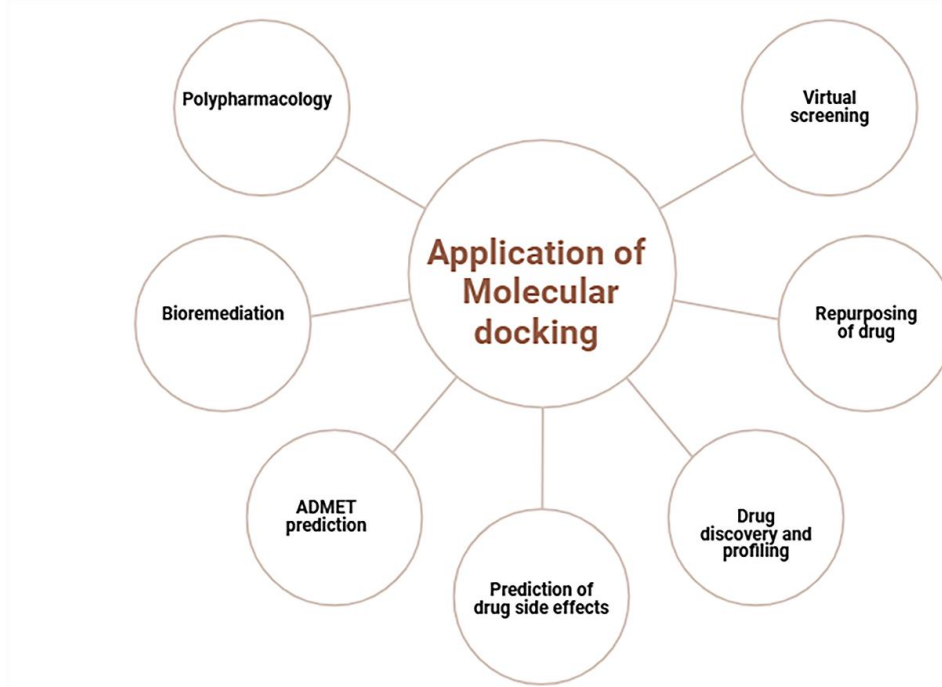 Polypharmacology
Virtual
screening
Application of
Molecular
docking
Bioremediation
Repurposing
of drug
ADMET
prediction
Drug
discovery and
profiling
Prediction of
drug side effects